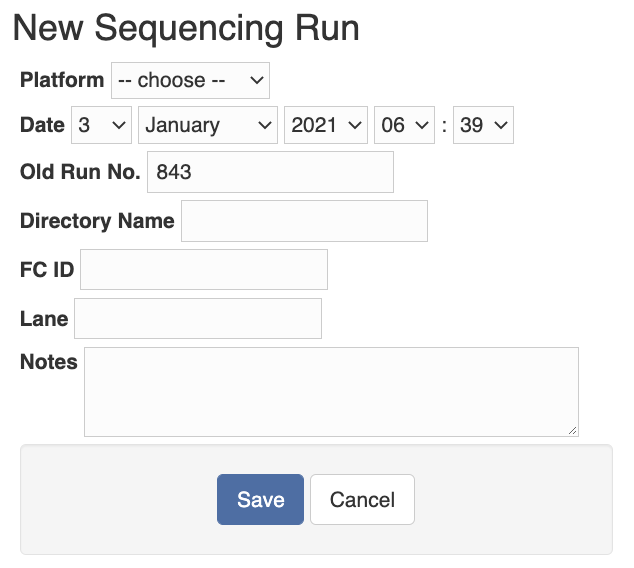 New Sequencing Run
Platform -- choose --
Date 3 January 2021 06 : 39
Old Run No. 843
Directory Name
FC ID
Lane
Notes
Save Cancel